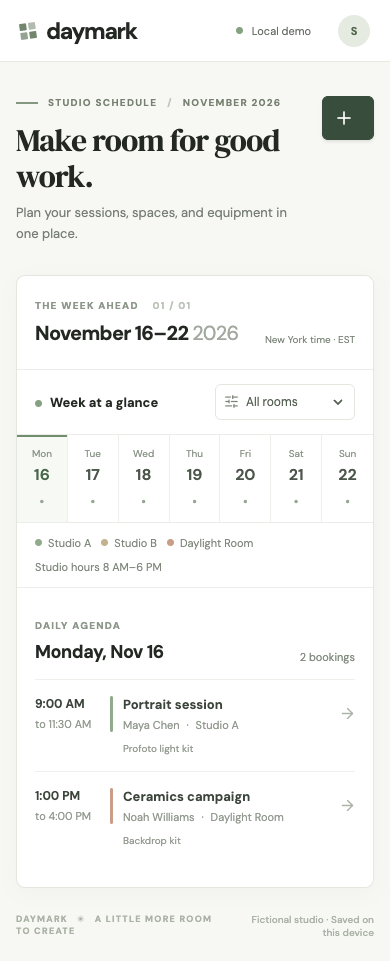 daymark
Local demo
S
STUDIO SCHEDULE / NOVEMBER 2026
Make room for good
work.
Plan your sessions, spaces, and equipment in
one place.
THE WEEK AHEAD 01 / 01
November 16–22 2026
New York time · EST
Week at a glance
All rooms
Mon Tue Wed Thu Fri Sat Sun
16 17 18 19 20 21 22
Studio A Studio B Daylight Room
Studio hours 8 AM–6 PM
DAILY AGENDA
Monday, Nov 16
2 bookings
9:00 AM Portrait session
to 11:30 AM Maya Chen · Studio A
Profoto light kit
1:00 PM Ceramics campaign
to 4:00 PM Noah Williams · Daylight Room
Backdrop kit
DAYMARK ✳ A LITTLE MORE ROOM
TO CREATE
Fictional studio · Saved on
this device